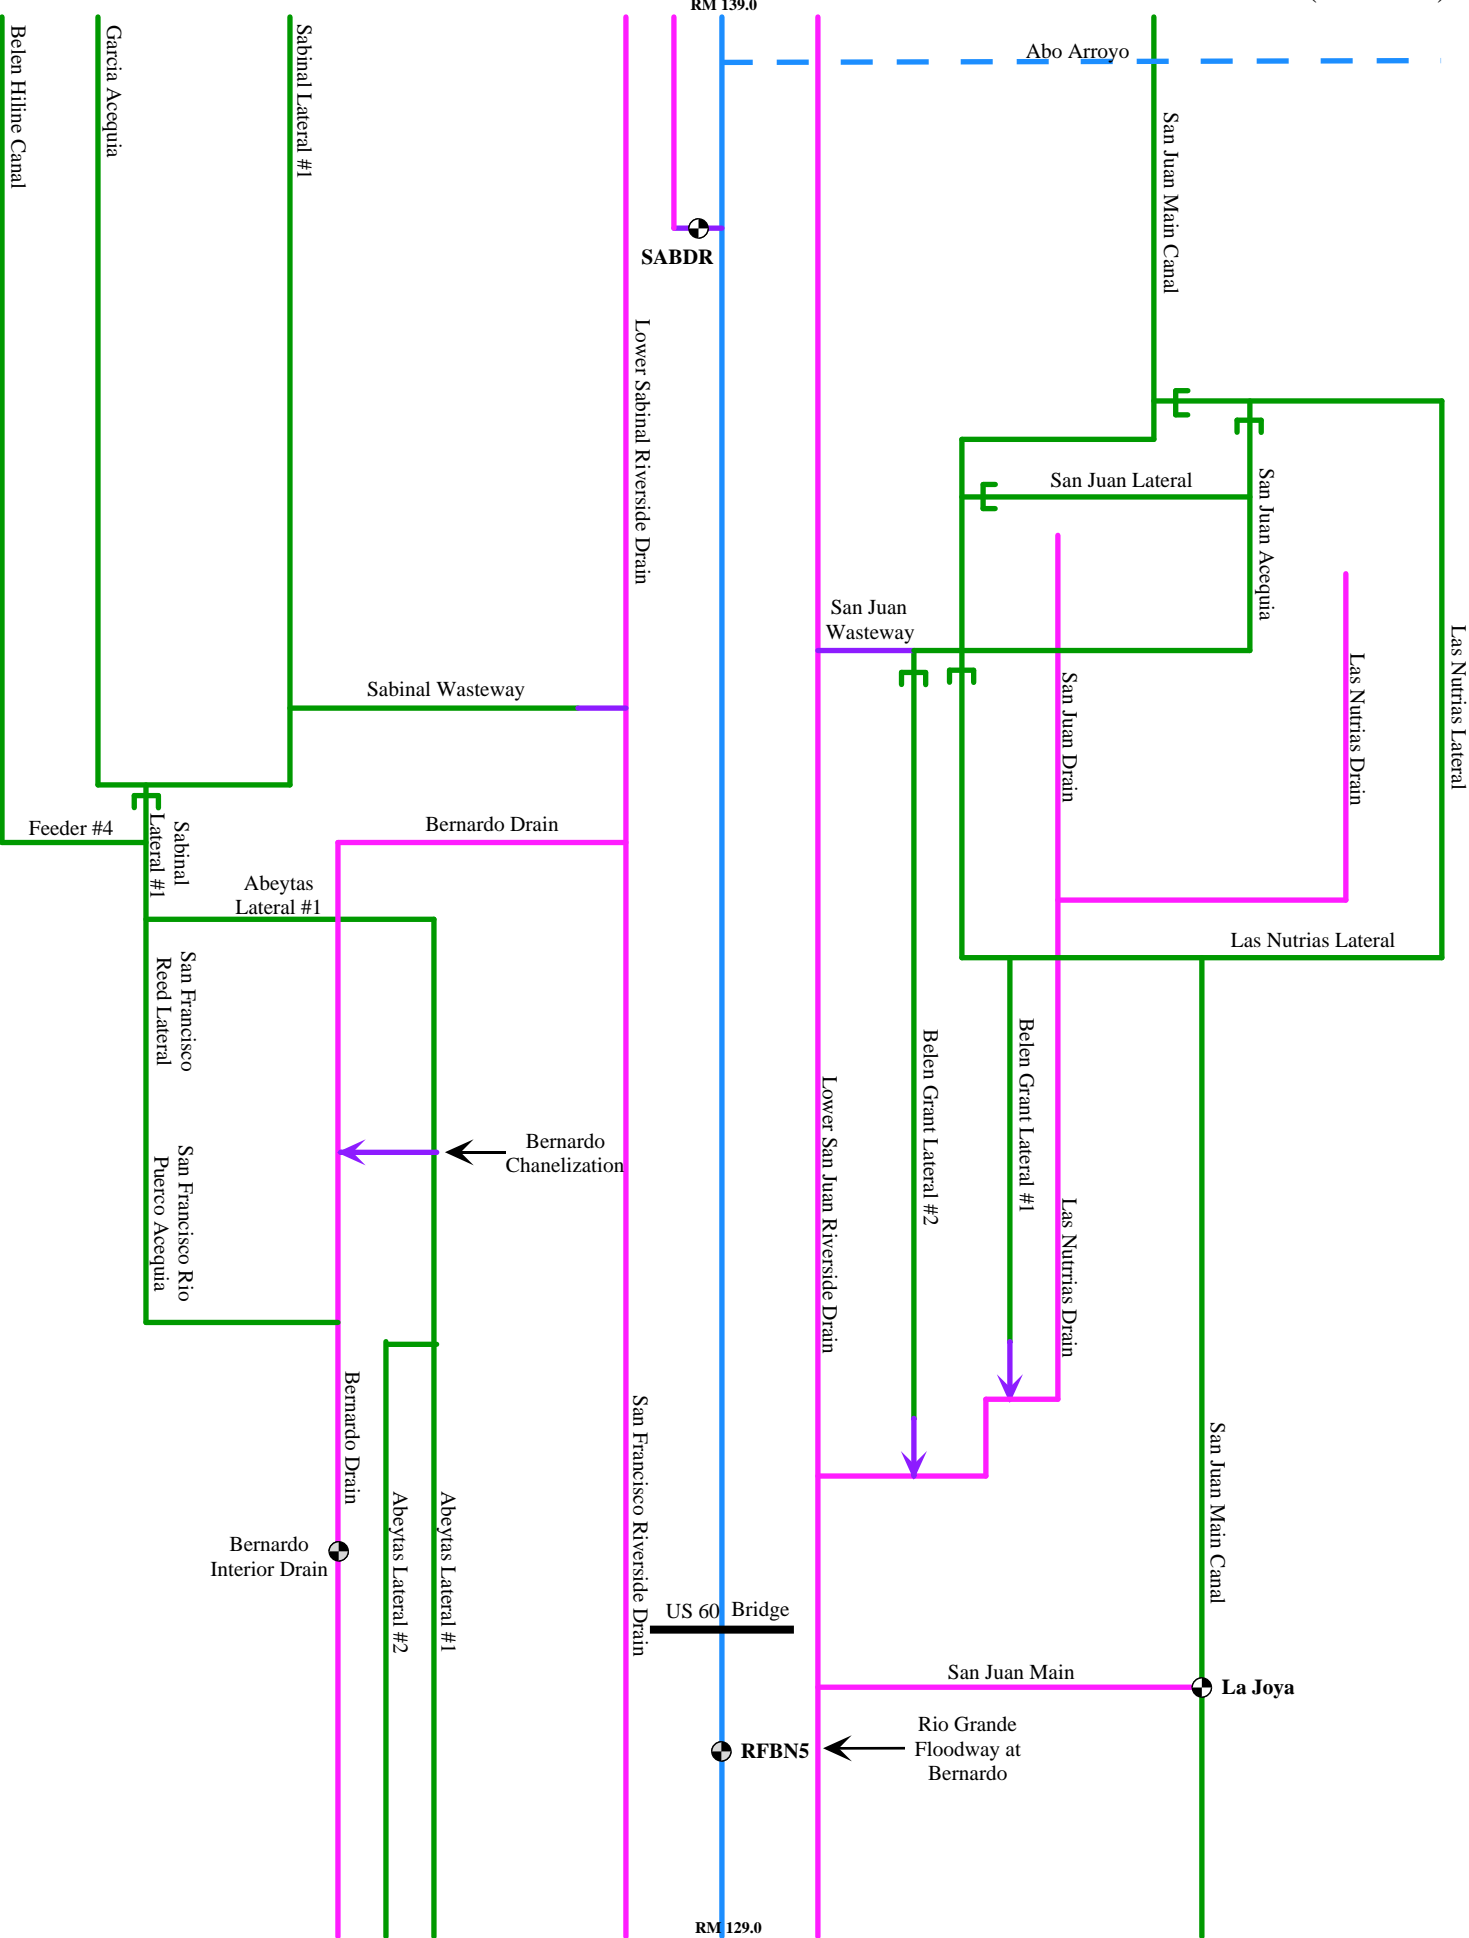 RM 139.0
Abo Arroyo
Belen Hiline Canal
Garcia Acequia
Sabinal Lateral #1
San Juan Main Canal
SABDR
Lower Sabinal Riverside Drain
San Juan Lateral
San Juan Acequia
San Juan
Wasteway
Las Nutrias Lateral
Las Nutrias Drain
San Juan Drain
Sabinal Wasteway
Feeder #4
Sabinal
Lateral #1
Bernardo Drain
Abeytas
Lateral #1
Las Nutrias Lateral
San Francisco
Reed Lateral
Belen Grant Lateral #1
Belen Grant Lateral #2
Lower San Juan Riverside Drain
Bernardo
Chanelization
San Francisco Rio
Puerco Acequia
Las Nutrrias Drain
Bernardo Drain
San Francisco Riverside Drain
San Juan Main Canal
Abeytas Lateral #2
Abeytas Lateral #1
Bernardo
Interior Drain
US 60 Bridge
San Juan Main
La Joya
RFBN5
Rio Grande
Floodway at
Bernardo
RM 129.0